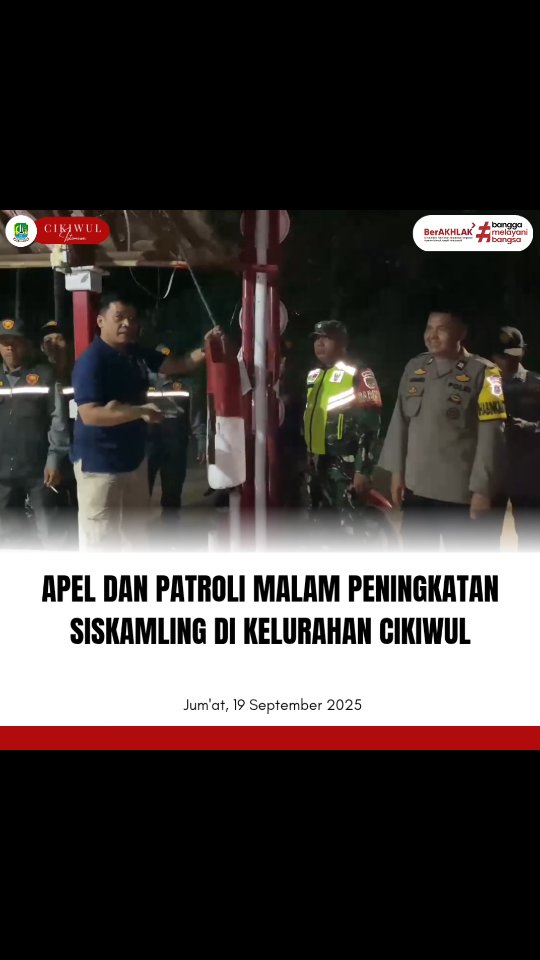 CIKIWUL
BerAKHLAK
#bangga
melayani
bangsa
POLRI
APEL DAN PATROLI MALAM PENINGKATAN
SISKAMLING DI KELURAHAN CIKIWUL
Jum'at, 19 September 2025